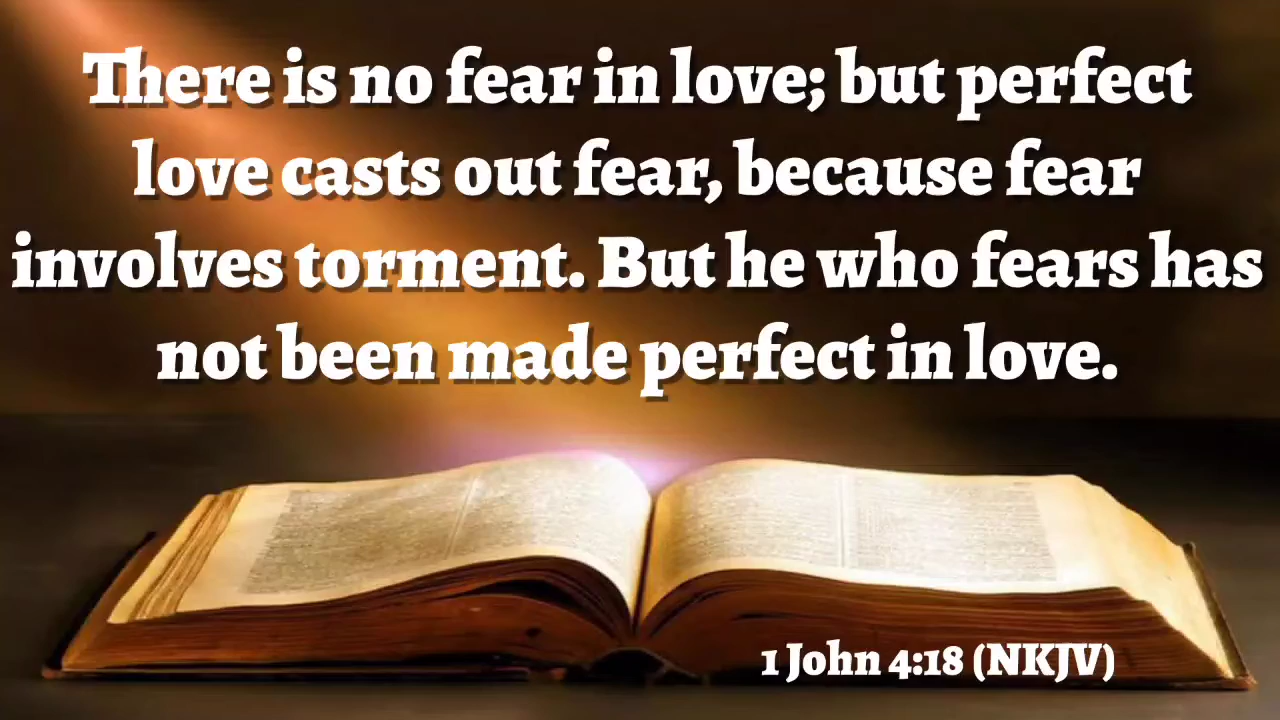 There is no fear in love; but perfect
love casts out fear, because fear
involves torment. But he who fears has
not been made perfect in love.
1 John 4:18 (NKJV)